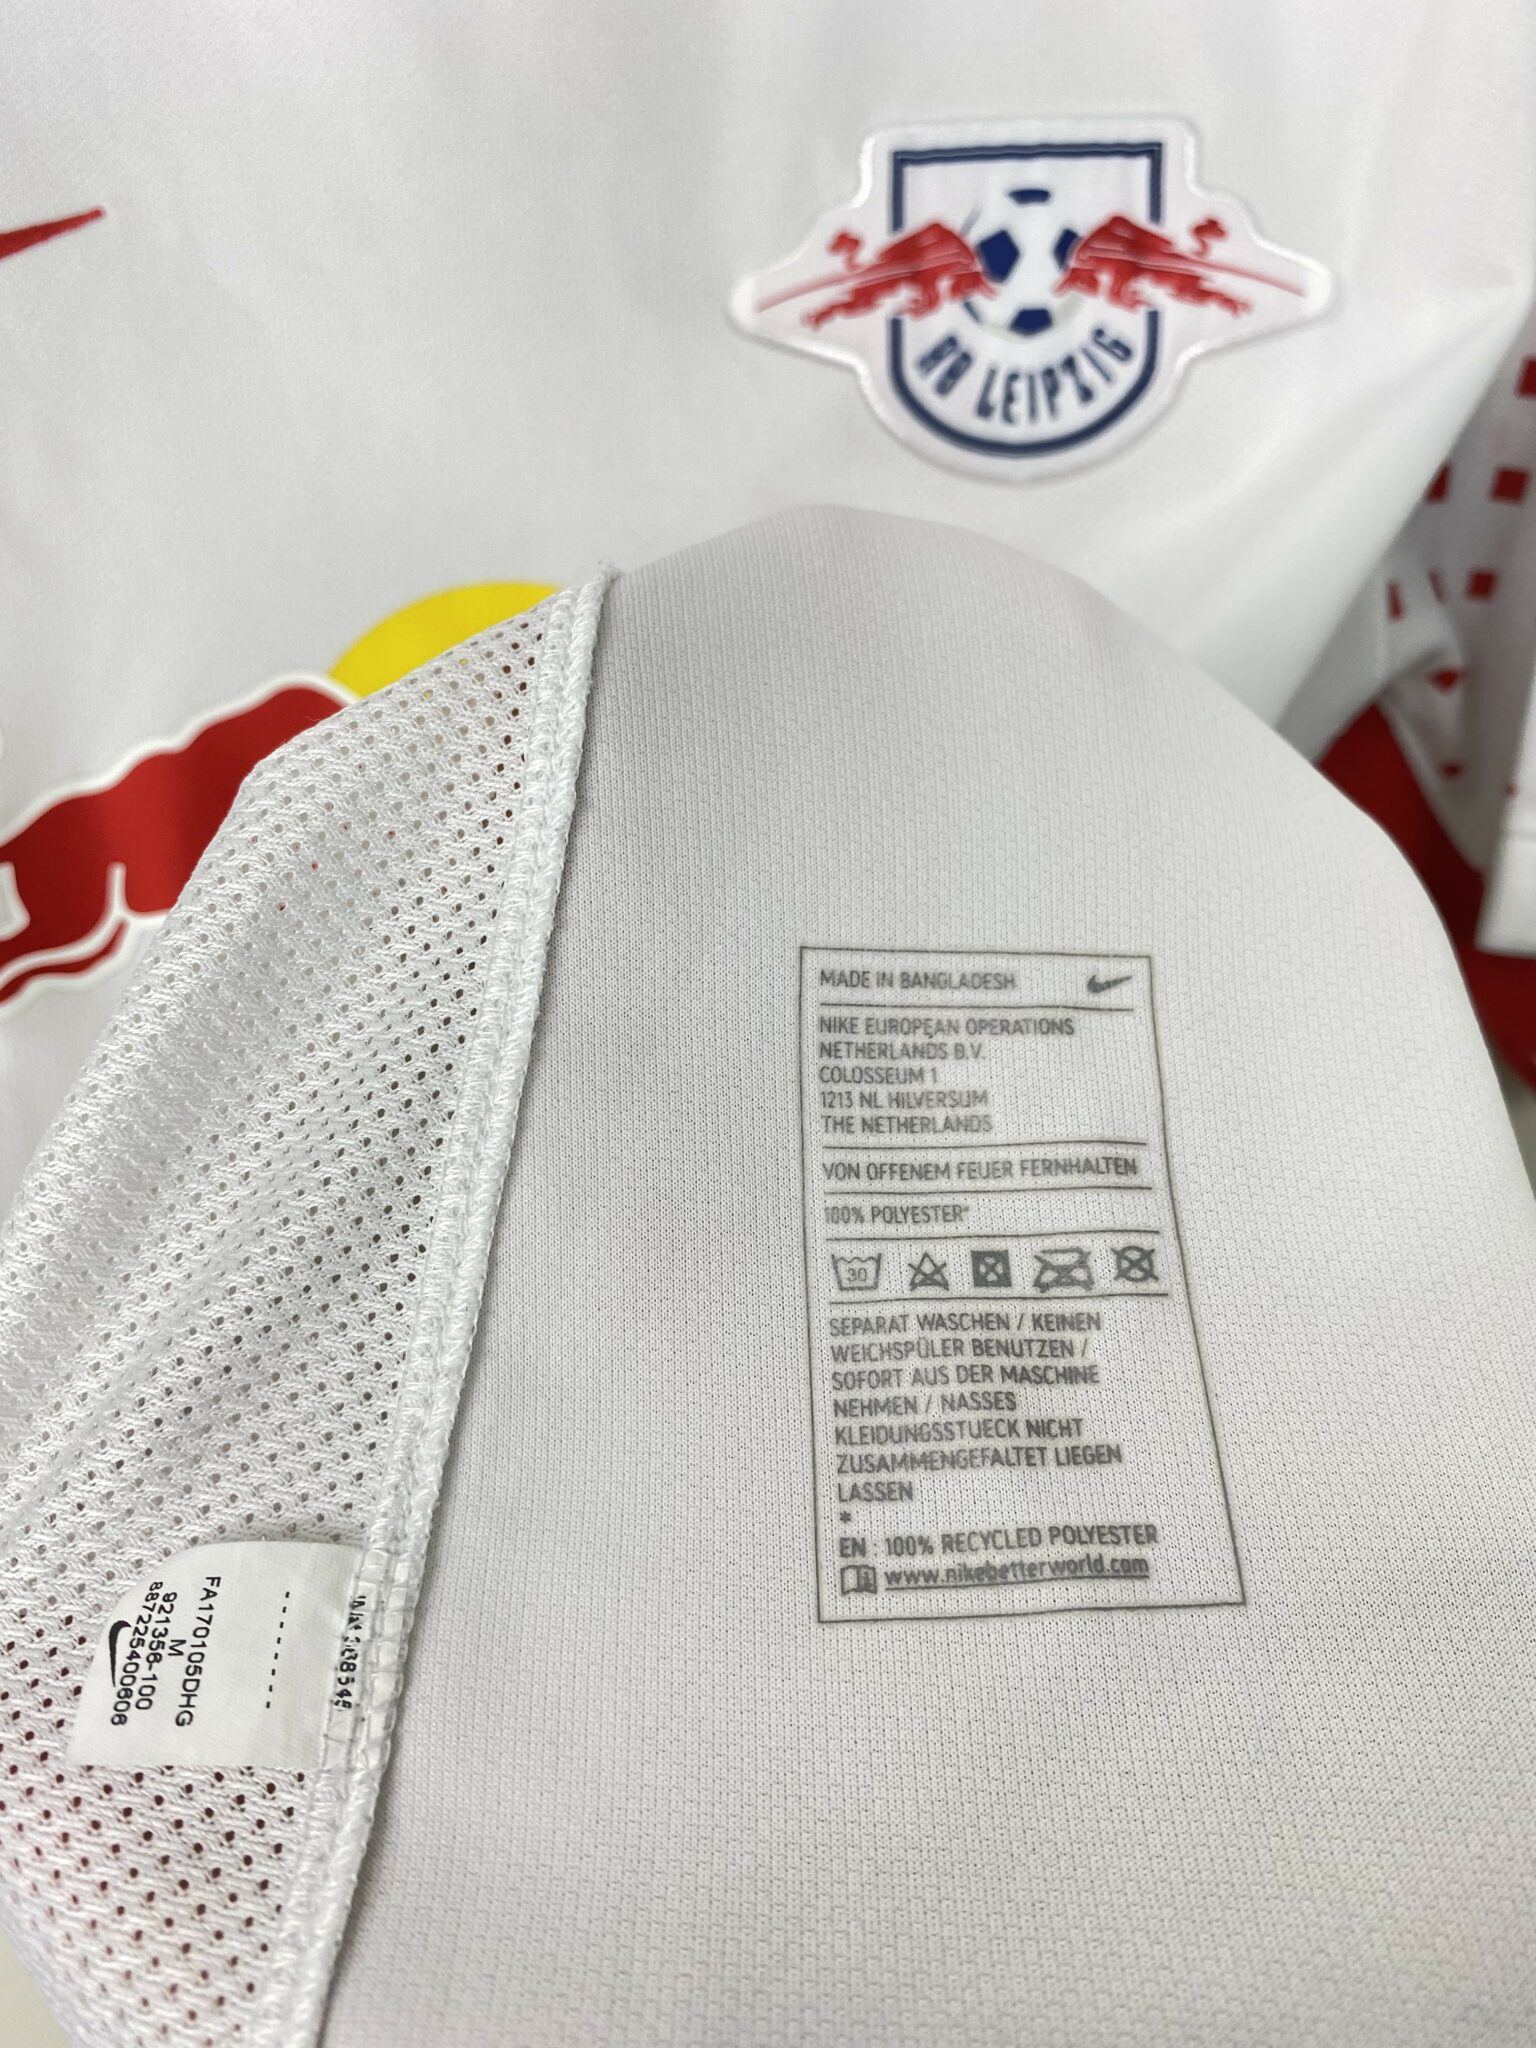 RB LEIPZIG
MADE IN BANGLADESH
NIKE EUROPEAN OPERATIONS
NETHERLANDS B.V.
COLOSSEUM 1
1213 NL HILVERSUM
THE NETHERLANDS
VON OFFENEM FEUER FERNHALTEN
100% POLYESTER*
30
SEPARAT WASCHEN / KEINEN
WEICHSPÜLER BENUTZEN /
SOFORT AUS DER MASCHINE
NEHMEN / NASSES
KLEIDUNGSSTUECK NICHT
ZUSAMMENGEFALTET LIEGEN
LASSEN
*
EN : 100% RECYCLED POLYESTER
www.nikebetterworld.com
FA170105DHG
M
921356-100
887225400608